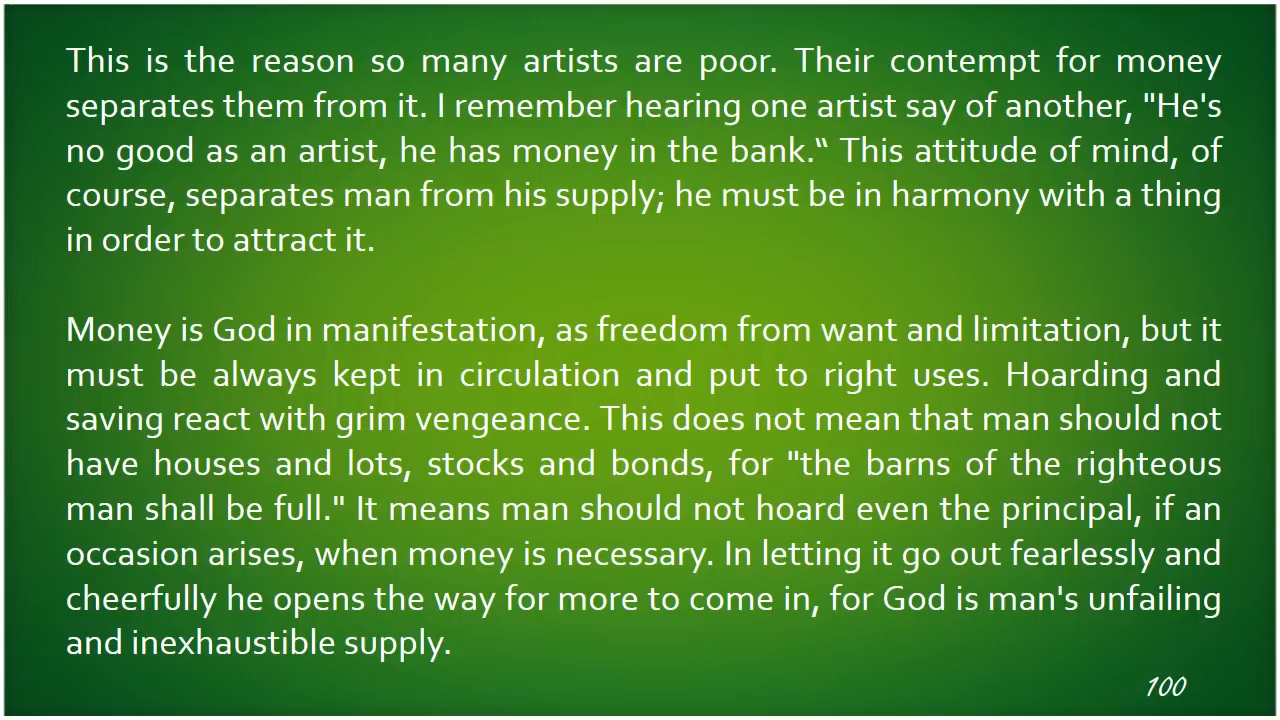 This is the reason so many artists are poor. Their contempt for money
separates them from it. I remember hearing one artist say of another, "He's
no good as an artist, he has money in the bank.“ This attitude of mind, of
course, separates man from his supply; he must be in harmony with a thing
in order to attract it.
Money is God in manifestation, as freedom from want and limitation, but it
must be always kept in circulation and put to right uses. Hoarding and
saving react with grim vengeance. This does not mean that man should not
have houses and lots, stocks and bonds, for "the barns of the righteous
man shall be full." It means man should not hoard even the principal, if an
occasion arises, when money is necessary. In letting it go out fearlessly and
cheerfully he opens the way for more to come in, for God is man's unfailing
and inexhaustible supply.
100